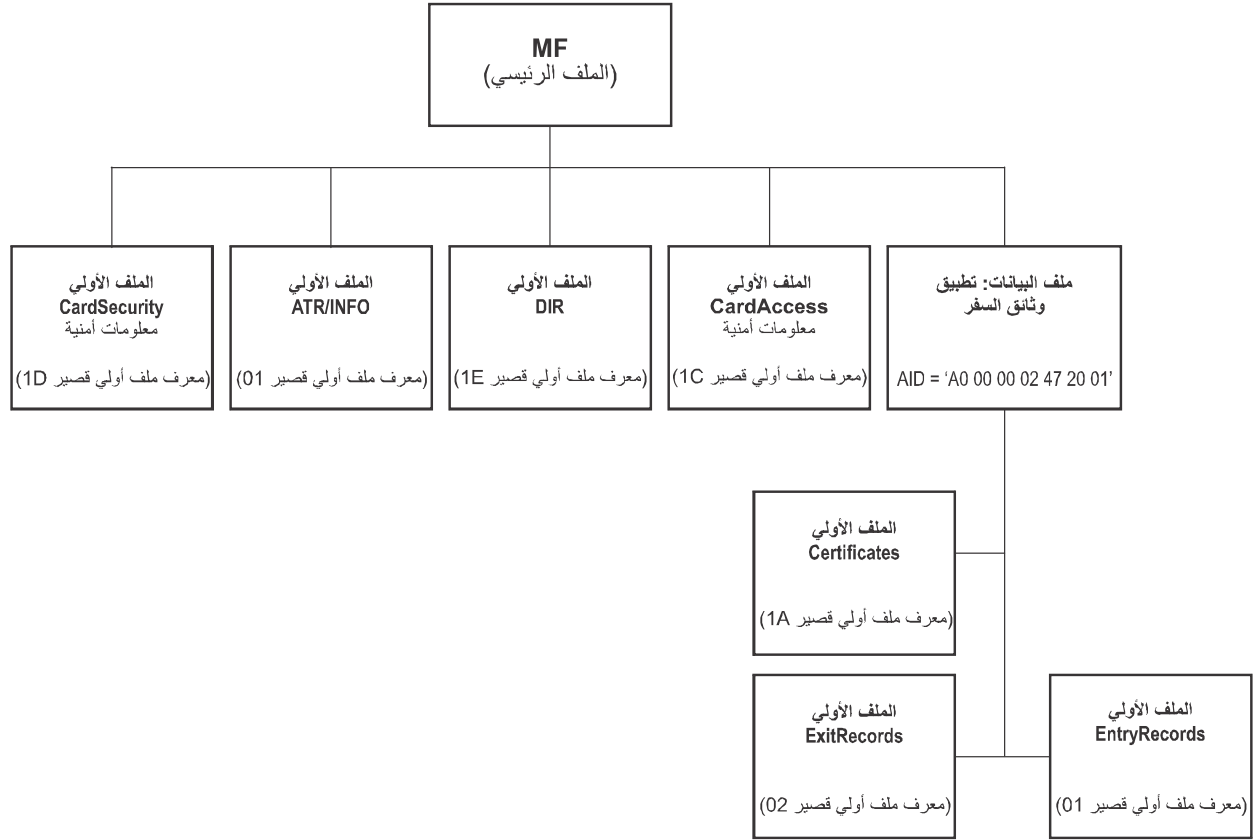 MF
(الملف الرئيسي)
ملف البيانات: تطبيق
وثائق السفر
AID = ‘A0 00 00 02 47 20 01’
الملف الأولي
CardAccess
معلومات أمنية
(معرف ملف أولي قصير 1C)
الملف الأولي
DIR
(معرف ملف أولي قصير 1E)
الملف الأولي
ATR/INFO
(معرف ملف أولي قصير 01)
الملف الأولي
CardSecurity
معلومات أمنية
(معرف ملف أولي قصير 1D)
الملف الأولي
Certificates
(معرف ملف أولي قصير 1A)
الملف الأولي
EntryRecords
(معرف ملف أولي قصير 01)
الملف الأولي
ExitRecords
(معرف ملف أولي قصير 02)